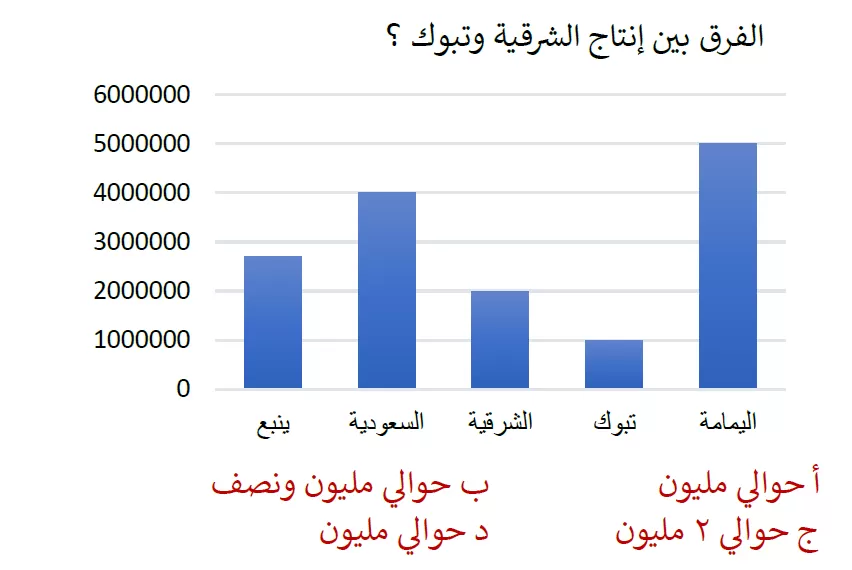 الفرق بين إنتاج الشرقية وتبوك ؟
6000000
5000000
4000000
3000000
2000000
1000000
0
ينبع السعودية الشرقية تبوك اليمامة
أ حوالي مليون ب حوالي مليون ونصف
ج حوالي ٢ مليون د حوالي مليون